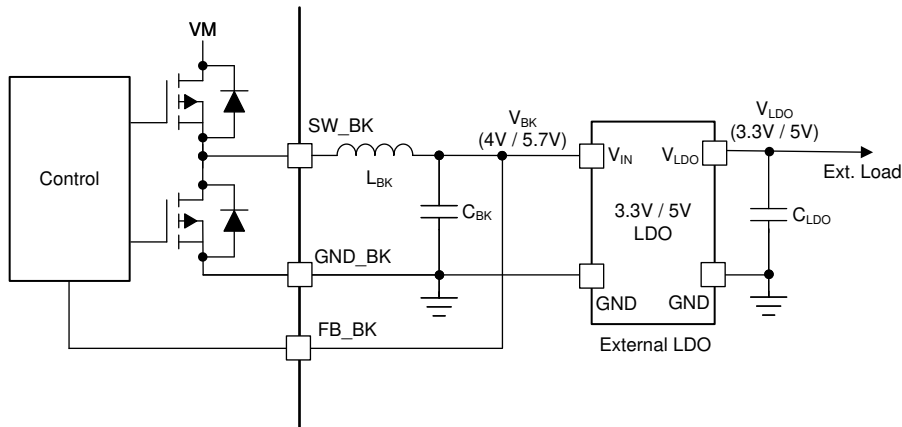 VM
Control
SW_BK
L_BK
V_BK
(4V / 5.7V)
C_BK
GND_BK
FB_BK
V_IN
V_LDO
3.3V / 5V
LDO
GND
GND
External LDO
V_LDO
(3.3V / 5V)
Ext. Load
C_LDO